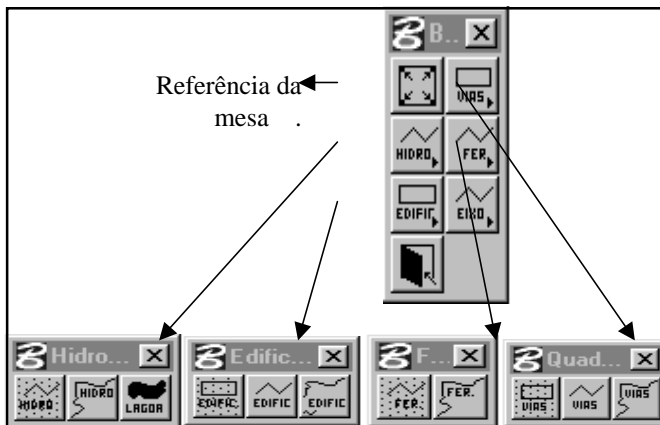 B..
Referência da
mesa .
VIAS
HIDRO
FER.
EDIFIC
EIXO
Hidro...
Edific...
F...
Quad...
HIDRO
HIDRO
LAGOA
EDIFIC
EDIFIC
EDIFIC
FER.
FER.
VIAS
VIAS
VIAS